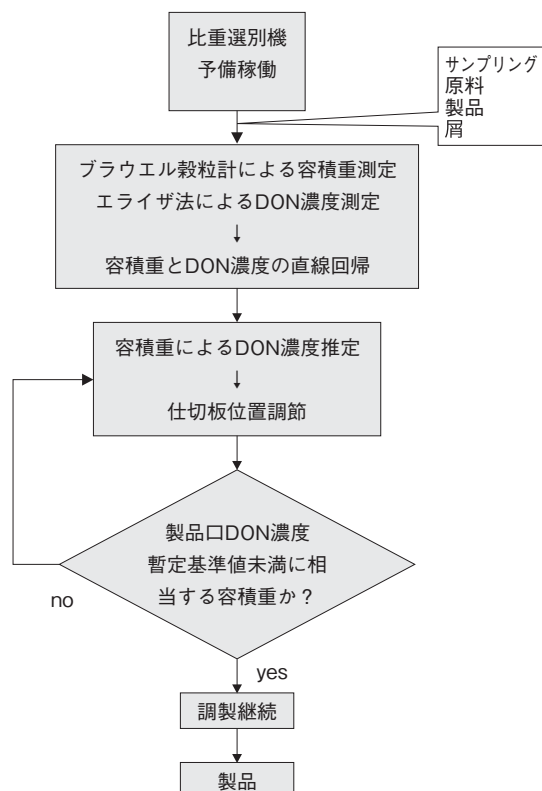 比重選別機
予備稼働
サンプリング
原料
製品
屑
ブラウエル穀粒計による容積重測定
エライザ法によるDON濃度測定
↓
容積重とDON濃度の直線回帰
容積重によるDON濃度推定
↓
仕切板位置調節
製品口DON濃度
暫定基準値未満に相
当する容積重か？
no
yes
調製継続
製品